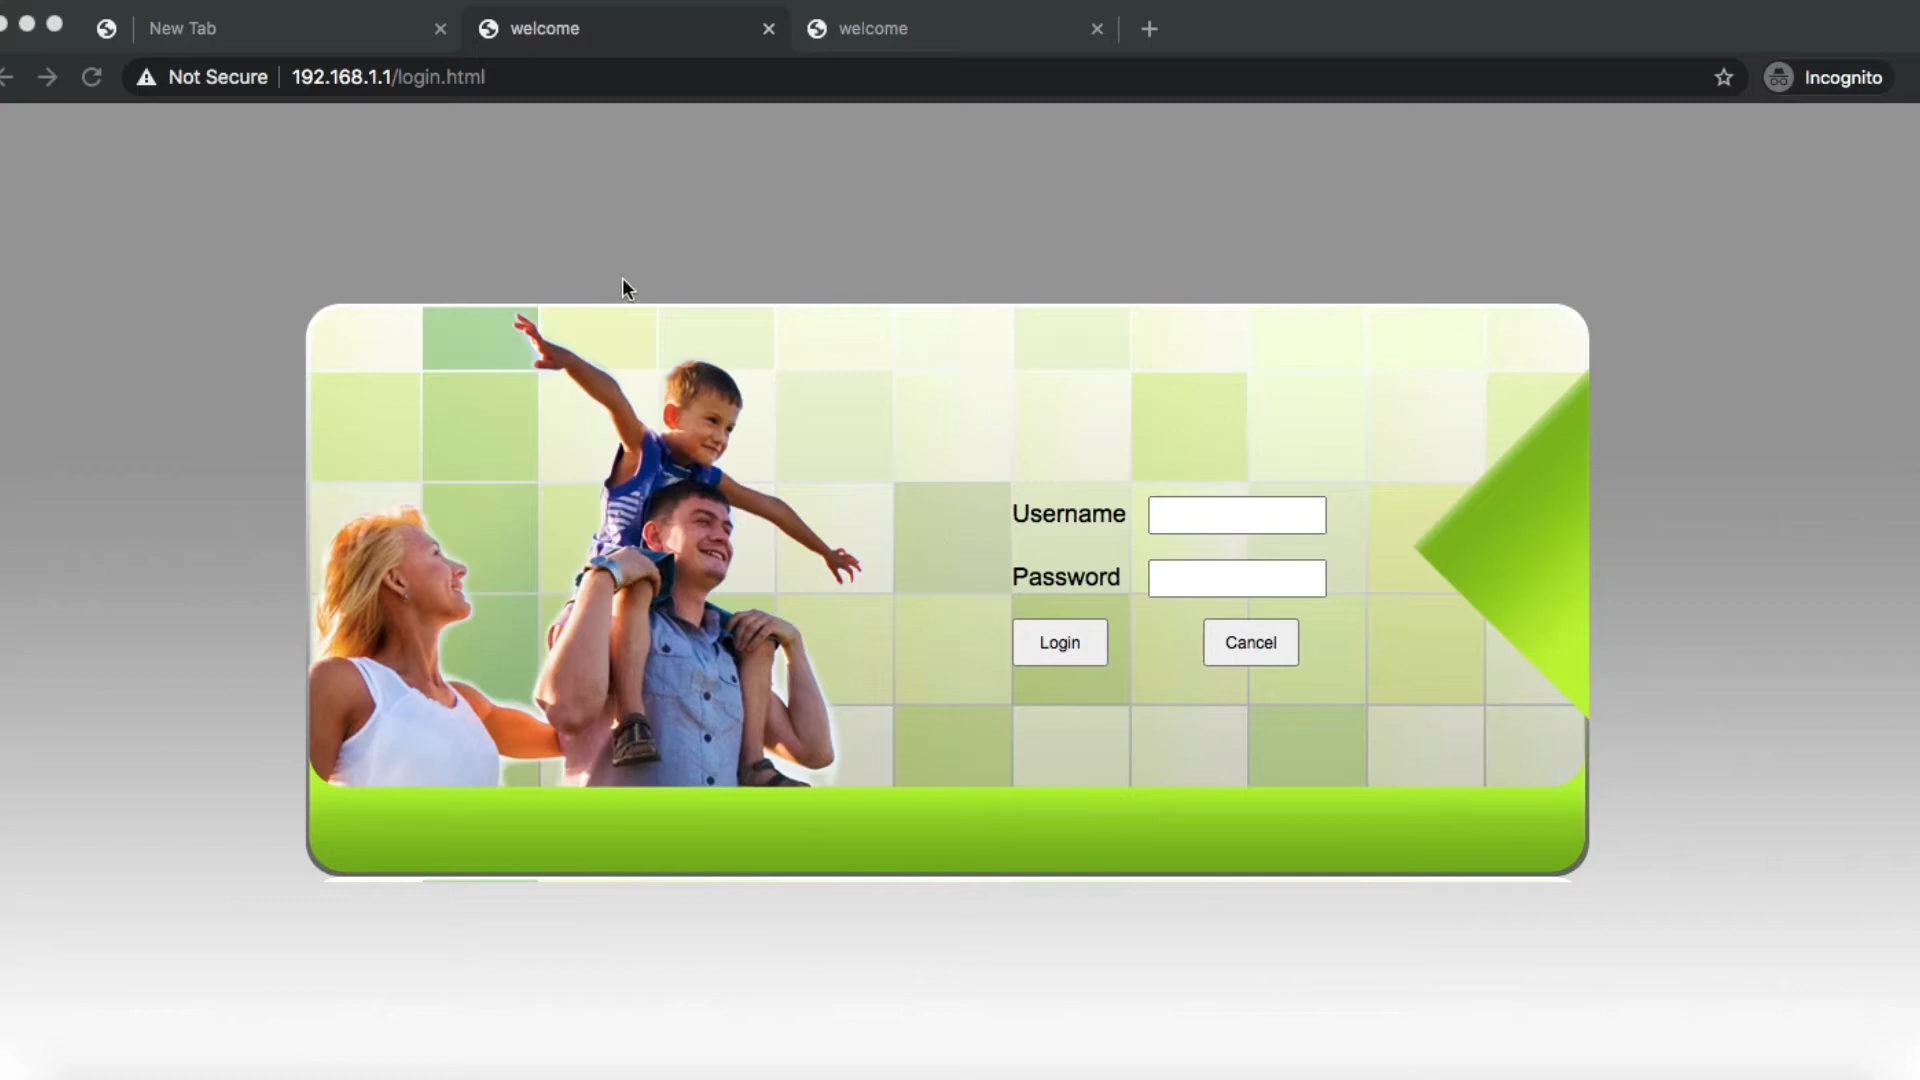 New Tab
welcome
welcome
Not Secure
192.168.1.1/login.html
Incognito
Username
Password
Login
Cancel